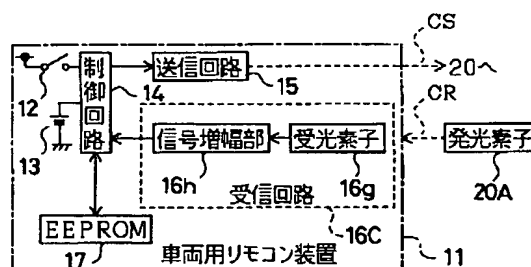 CS
送信回路
20へ
12
制御回路
14
15
CR
13
信号増幅部
受光素子
発光素子
16h
16g
20A
受信回路
EEPROM
16C
17
車両用リモコン装置
11